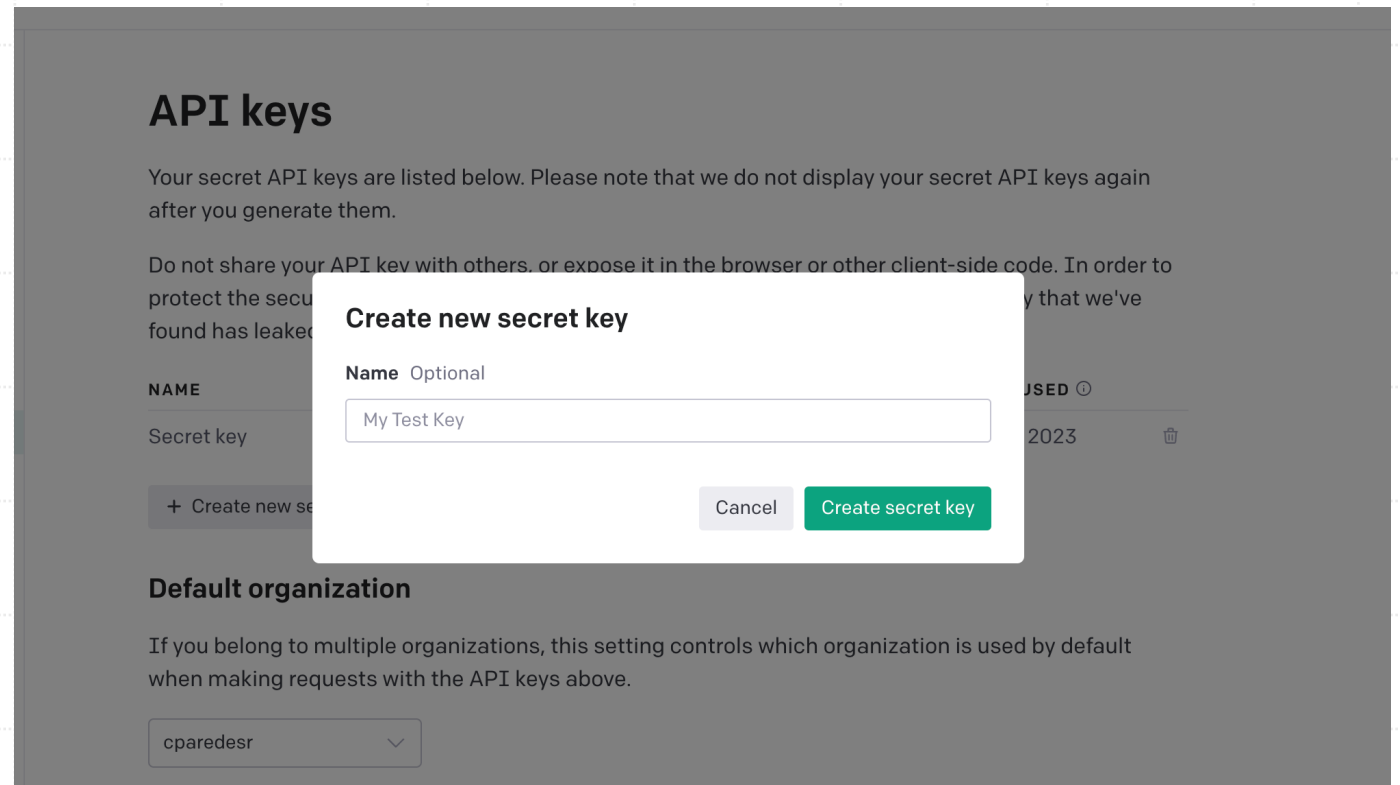 API keys
Your secret API keys are listed below. Please note that we do not display your secret API keys again
after you generate them.
Do not share your API key with others, or expose it in the browser or other client-side code. In order to
protect the secu
y that we've
found has leaked
Create new secret key
Name Optional
My Test Key
Cancel
Create secret key
NAME
USED
Secret key
2023
+ Create new se
Default organization
If you belong to multiple organizations, this setting controls which organization is used by default
when making requests with the API keys above.
cparedesr